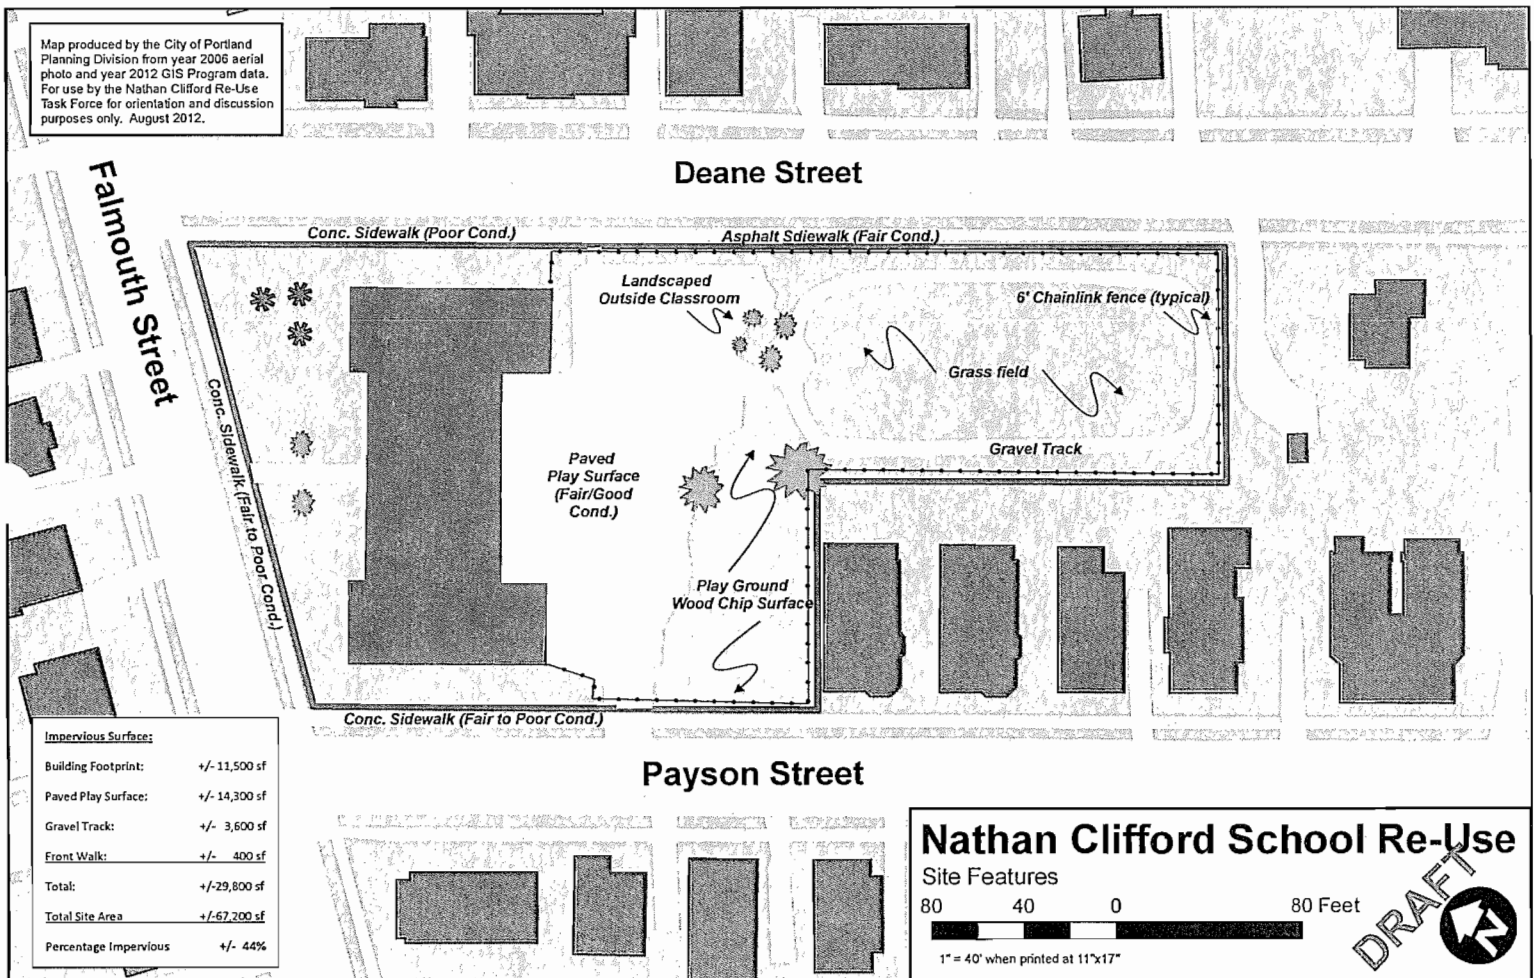 Map produced by the City of Portland
Planning Division from year 2006 aerial
photo and year 2012 GIS Program data.
For use by the Nathan Clifford Re-Use
Task Force for orientation and discussion
purposes only. August 2012.
Deane Street
Falmouth Street
Conc. Sidewalk (Poor Cond.)
Asphalt Sdiewalk (Fair Cond.)
Landscaped
Outside Classroom
6' Chainlink fence (typical)
Grass field
Conc. Sidewalk (Fair to Poor Cond.)
Gravel Track
Paved
Play Surface
(Fair/Good
Cond.)
Play Ground
Wood Chip Surface
Conc. Sidewalk (Fair to Poor Cond.)
Payson Street
Impervious Surface:
Building Footprint: +/- 11,500 sf
Paved Play Surface: +/- 14,300 sf
Gravel Track: +/- 3,600 sf
Front Walk: +/- 400 sf
Total: +/-29,800 sf
Total Site Area +/-67,200 sf
Percentage Impervious +/- 44%
Nathan Clifford School Re-Use
Site Features
80 40 0 80 Feet
1" = 40' when printed at 11"x17"
DRAFT
N